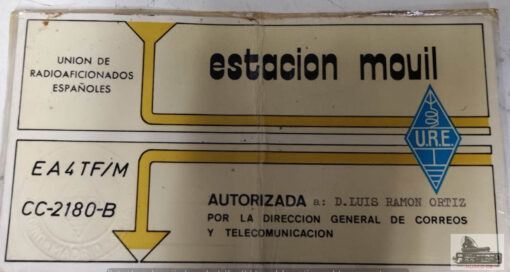 UNION DE
RADIOAFICIONADOS
ESPAÑOLES
estacion movil
U.R.E.
EA4TF/M
CC-2180-B
AUTORIZADA a: D.LUIS RAMON ORTIZ
POR LA DIRECCION GENERAL DE CORREOS
Y TELECOMUNICACION